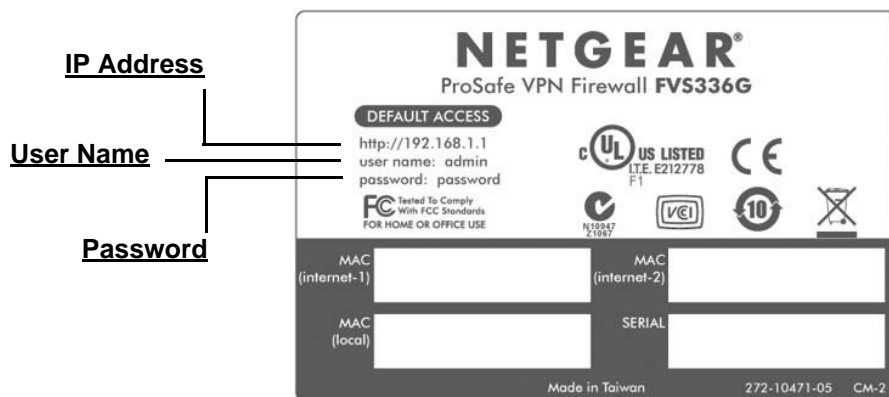 NETGEAR®
ProSafe VPN Firewall FVS336G
IP Address
DEFAULT ACCESS
http://192.168.1.1
User Name
user name: admin
password: password
Password
FC Tested To Comply
With FCC Standards
FOR HOME OR OFFICE USE
C UL US LISTED
I.T.E. E212778
F1
CE
N10947
Z1067
VCI
10
MAC
(internet-1)
MAC
(internet-2)
MAC
(local)
SERIAL
Made in Taiwan
272-10471-05
CM-2